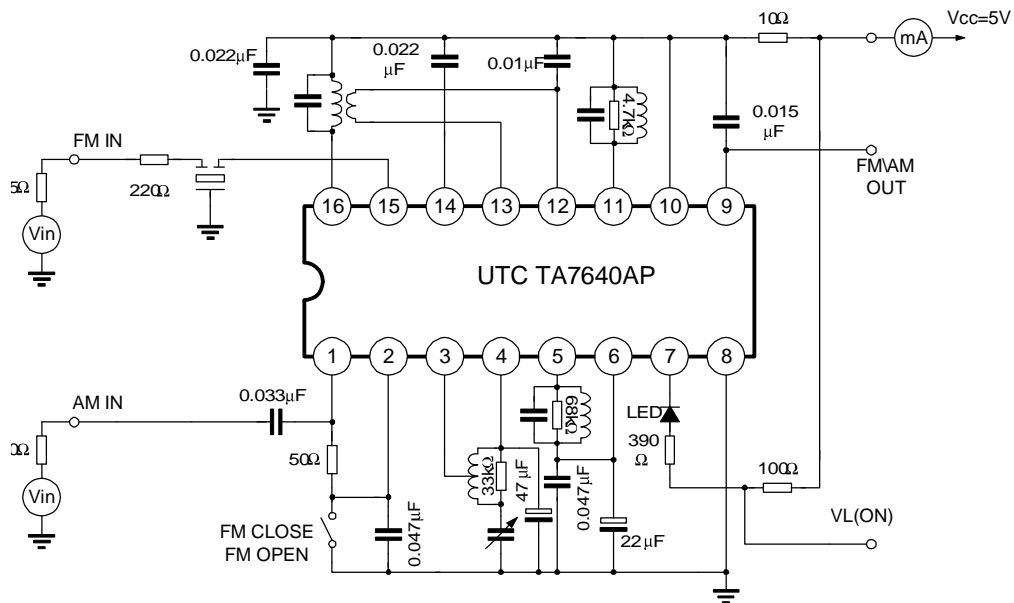 10Ω
mA
Vcc=5V
0.022μF
0.022
μF
0.01μF
4.7kΩ
0.015
μF
FM IN
220Ω
5Ω
Vin
FM\AM
OUT
16
15
14
13
12
11
10
9
UTC TA7640AP
1
2
3
4
5
6
7
8
AM IN
0.033μF
0Ω
Vin
50Ω
33kΩ
47μF
68kΩ
LED
390
Ω
100Ω
0.047μF
0.047μF
22μF
FM CLOSE
FM OPEN
VL(ON)